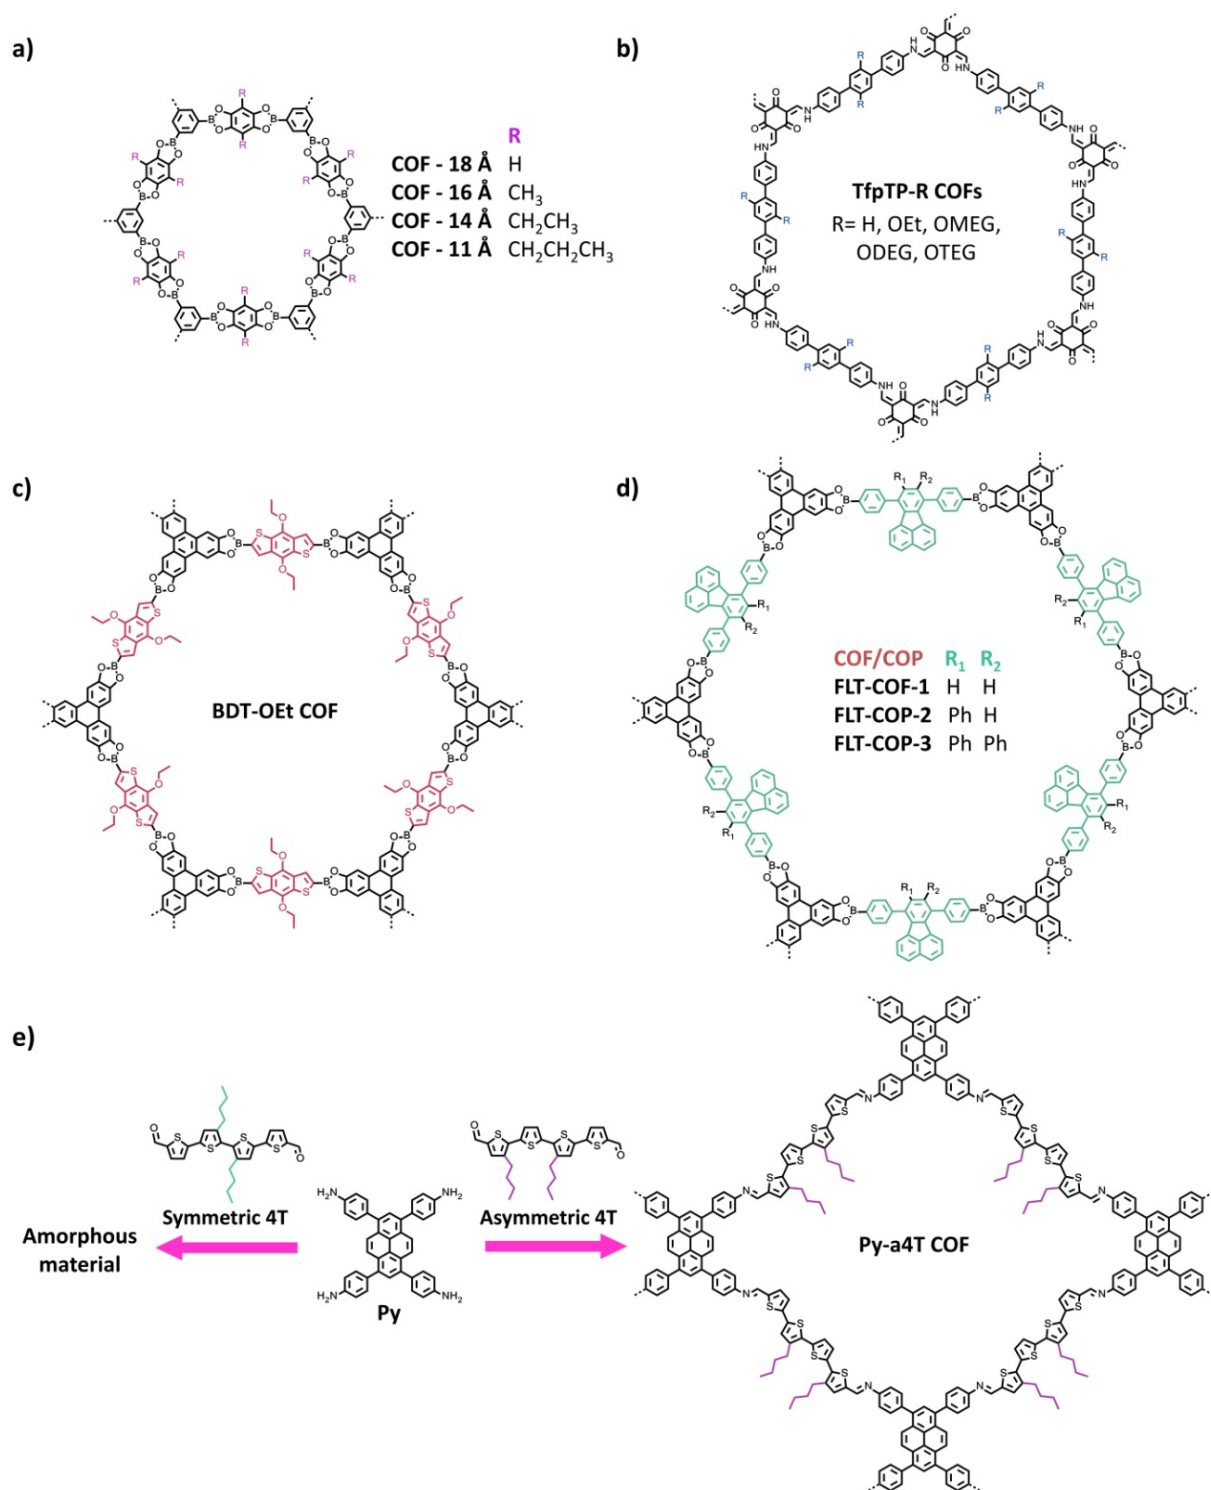 a)
R
COF - 18 Å H
COF - 16 Å CH₃
COF - 14 Å CH₂CH₃
COF - 11 Å CH₂CH₂CH₃
b)
TfpTP-R COFs
R= H, OEt, OMEG,
ODEG, OTEG
c)
BDT-OEt COF
d)
COF/COP R₁ R₂
FLT-COF-1 H H
FLT-COP-2 Ph H
FLT-COP-3 Ph Ph
e)
Symmetric 4T
Amorphous
material
Py
Asymmetric 4T
Py-a4T COF